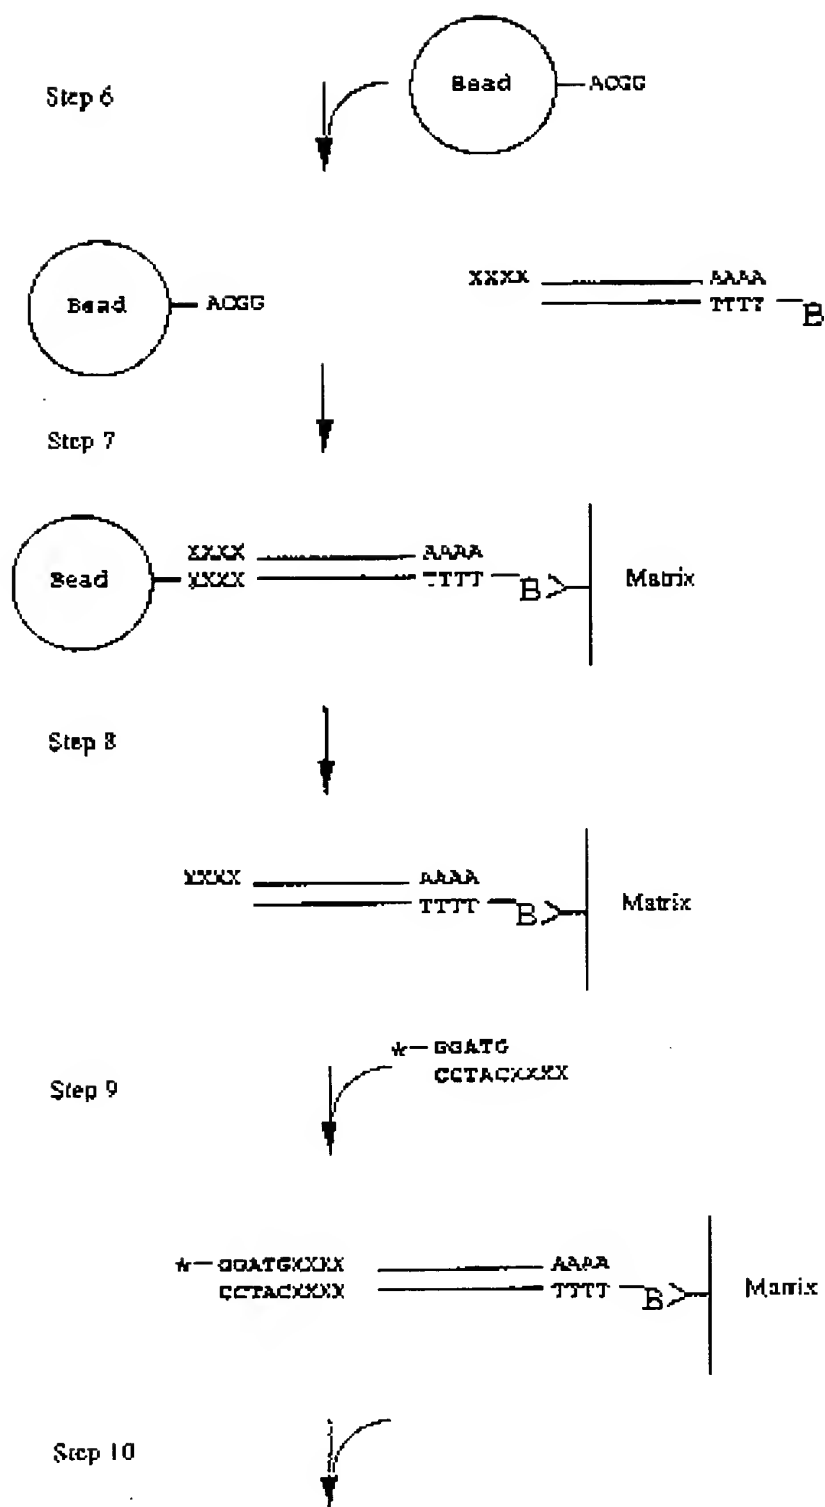 Step 6
Bead ACGG
Bead ACGG
XXXX AAAA
TTTT B
Step 7
XXXX AAAA
Bead XXXX TTTT B Matrix
Step 8
XXXX AAAA
TTTT B Matrix
Step 9
*— GGATG
CCTACXXXX
*— GGATGXXXX AAAA
CCTACXXXX TTTT B Matrix
Step 10